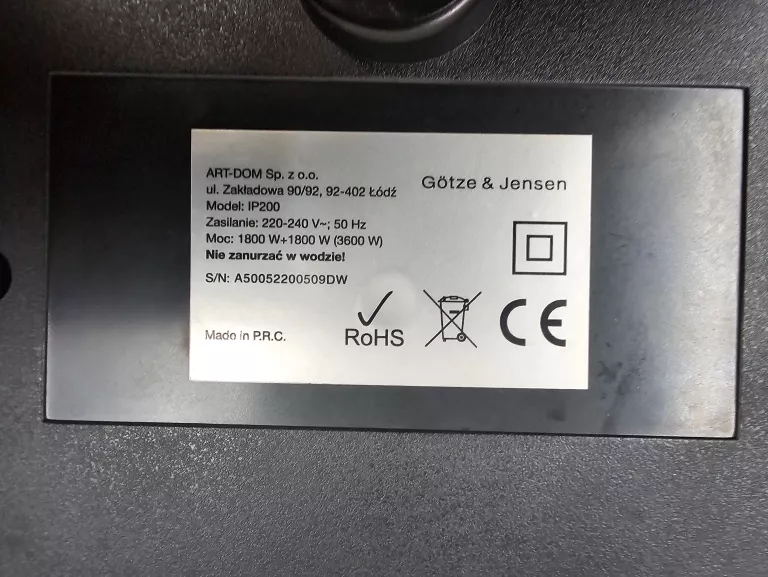 ART-DOM Sp. z o.o.
ul. Zakładowa 90/92, 92-402 Łódź
Model: IP200
Zasilanie: 220-240 V~; 50 Hz
Moc: 1800 W+1800 W (3600 W)
Nie zanurzać w wodzie!
S/N: A50052200509DW
Made in P.R.C.
Götze & Jensen
RoHS
CE